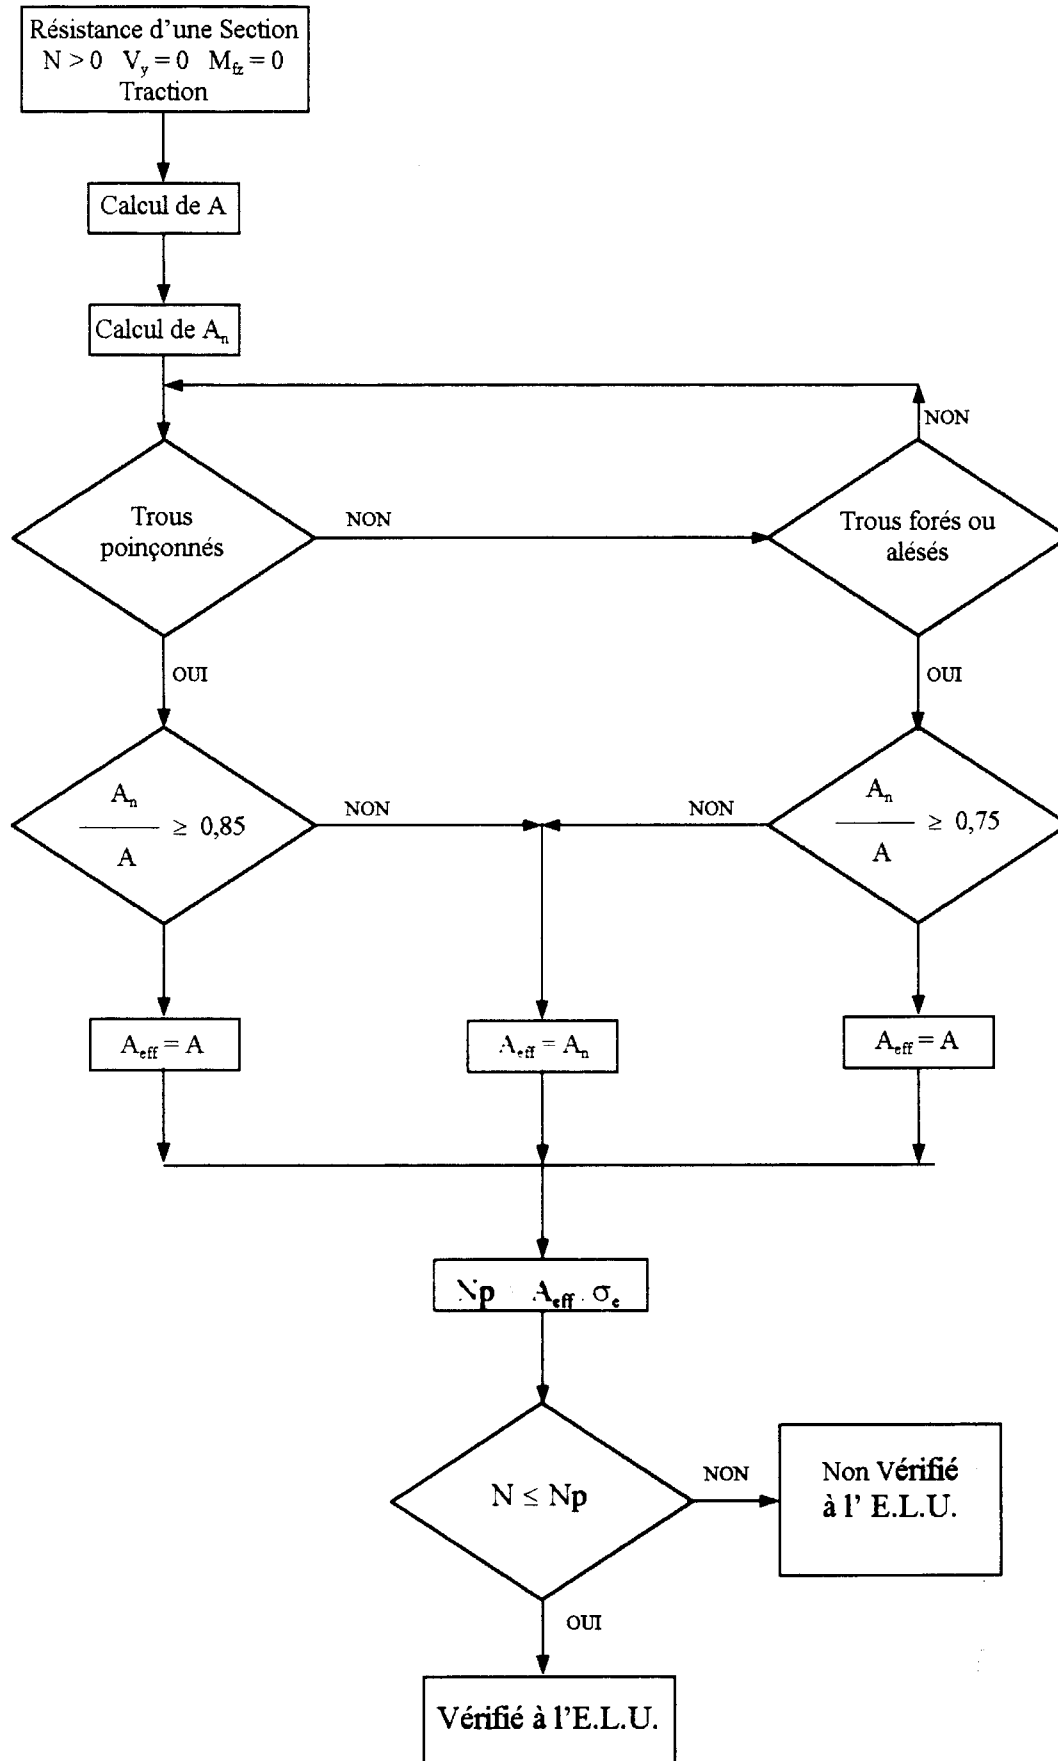 Résistance d'une Section
N > 0 V_y = 0 M_fz = 0
Traction
Calcul de A
Calcul de A_n
NON
Trous
poinçonnés
NON
Trous forés ou
alésés
OUI
OUI
A_n
A
≥ 0,85
NON
NON
A_n
A
≥ 0,75
A_eff = A
A_eff = A_n
A_eff = A
Np A_eff . σ_e
N ≤ Np
NON
Non Vérifié
à l' E.L.U.
OUI
Vérifié à l'E.L.U.